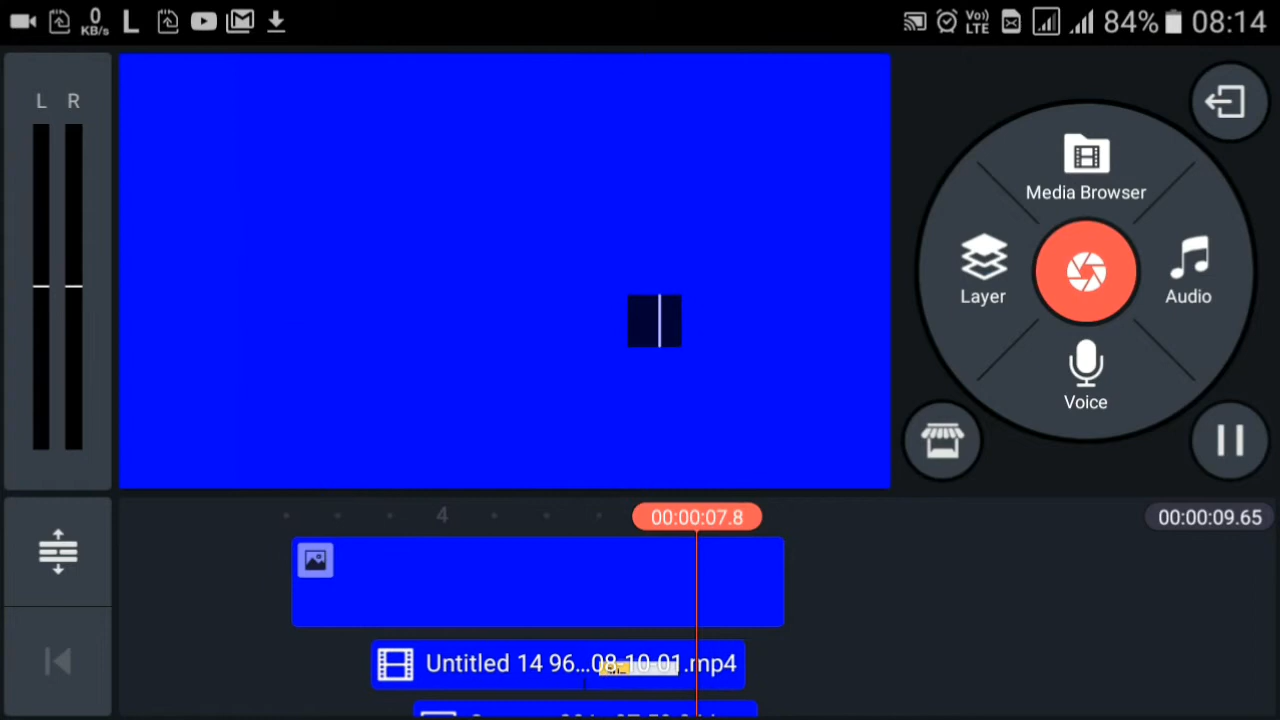 0
KB/s
L
Vo)
LTE
84%
08:14
L R
Media Browser
Layer
Audio
Voice
4
00:00:07.8
00:00:09.65
Untitled 14 96...08-10-01.mp4